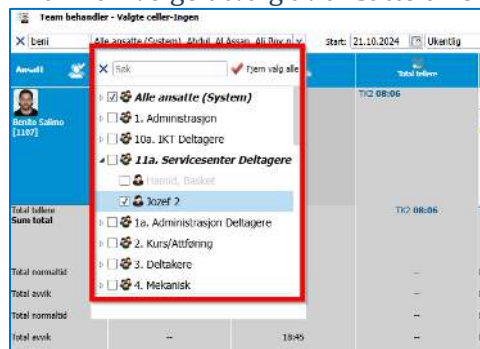 Team behandler - Valgte celler-Ingen
beni
Alle ansatte (System), Abdul, Al Assan, Ali Roy
Start: 21.10.2024 Ukentlig
Ansatt
Total tellere
Søk
Fjern valg alle
Alle ansatte (System)
1. Administrasjon
10a. IKT Deltagere
11a. Servicesenter Deltagere
Hamid, Basket
Jozef 2
1a. Administrasjon Deltagere
2. Kurs/Attføring
3. Deltakere
4. Mekanisk
Benito Salimo
[1107]
TK2 08:06
Total tellere
Sum total
TK2 08:06
Total normaltid
--
Total avvik
--
Total normaltid
--
Total avvik
--
18:45
--